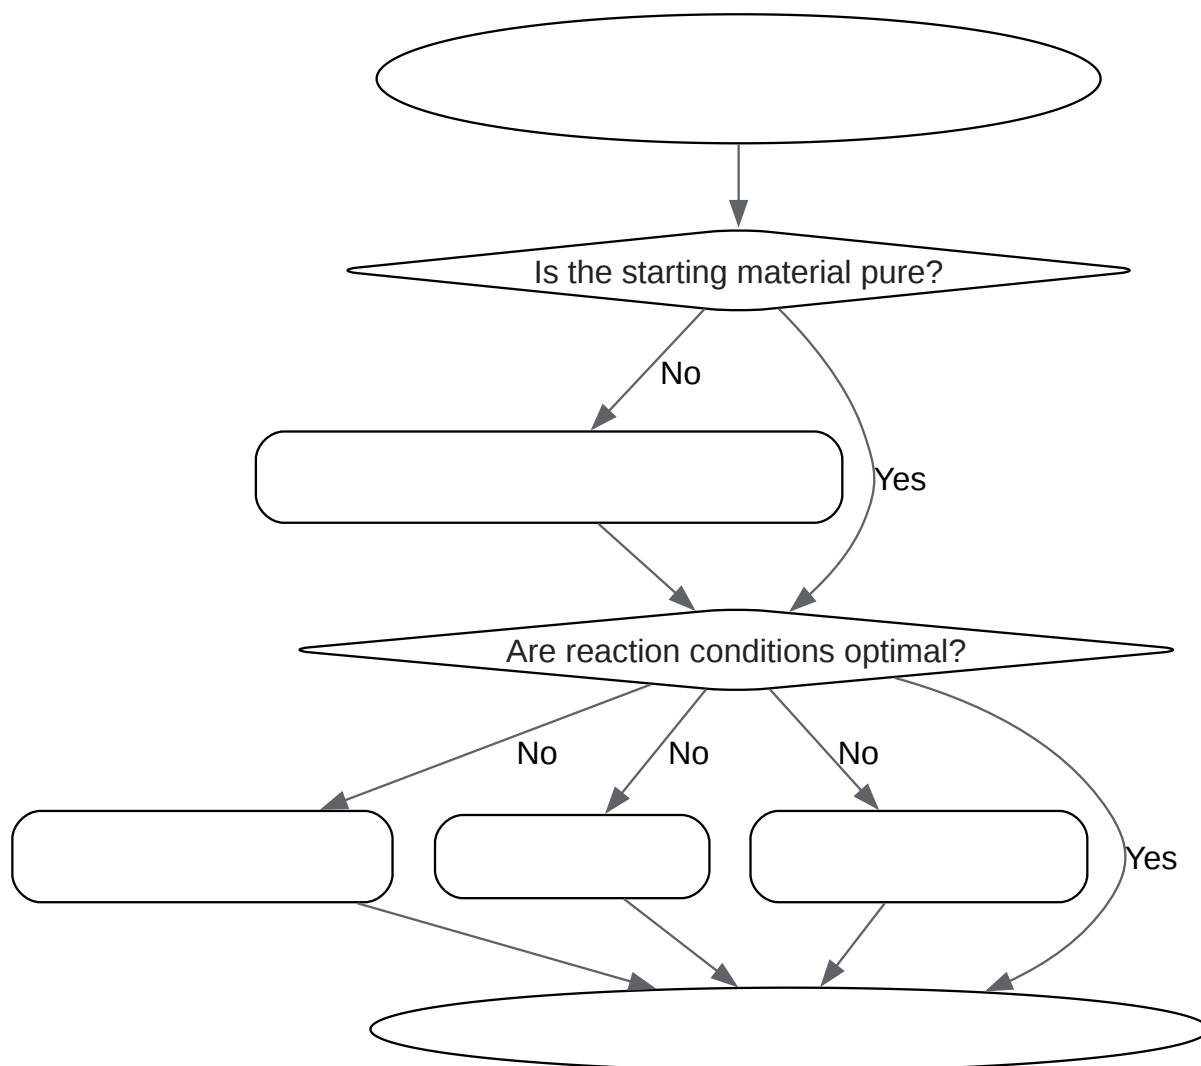 Is the starting material pure?
No
Yes
Are reaction conditions optimal?
No
No
No
Yes